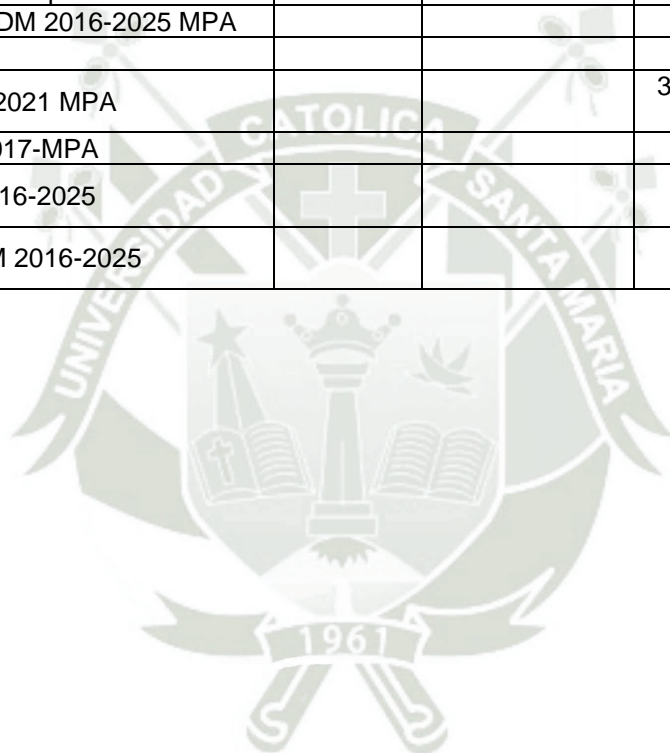 DM 2016-2025 MPA
2021 MPA
3
017-MPA
16-2025
M 2016-2025
UNIVERSIDAD CATOLICA SANTA MARIA
1961